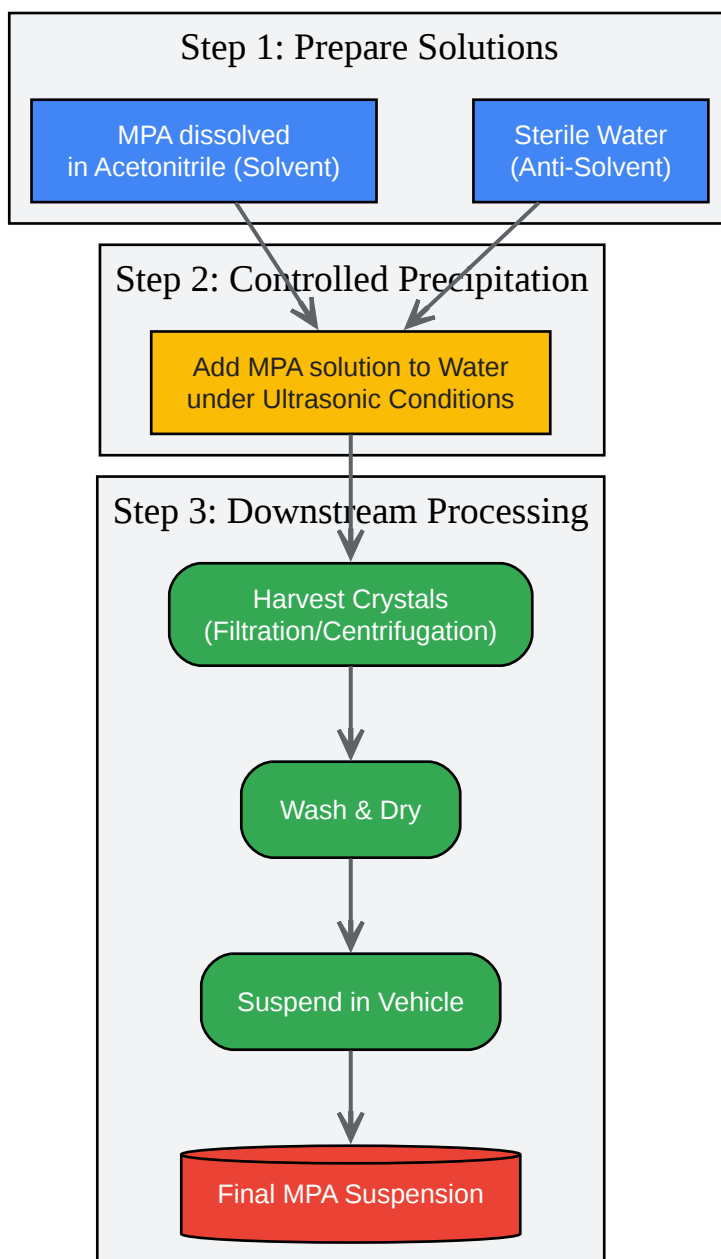 Step 1: Prepare Solutions
MPA dissolved
in Acetonitrile (Solvent)
Sterile Water
(Anti-Solvent)
Step 2: Controlled Precipitation
Add MPA solution to Water
under Ultrasonic Conditions
Step 3: Downstream Processing
Harvest Crystals
(Filtration/Centrifugation)
Wash & Dry
Suspend in Vehicle
Final MPA Suspension